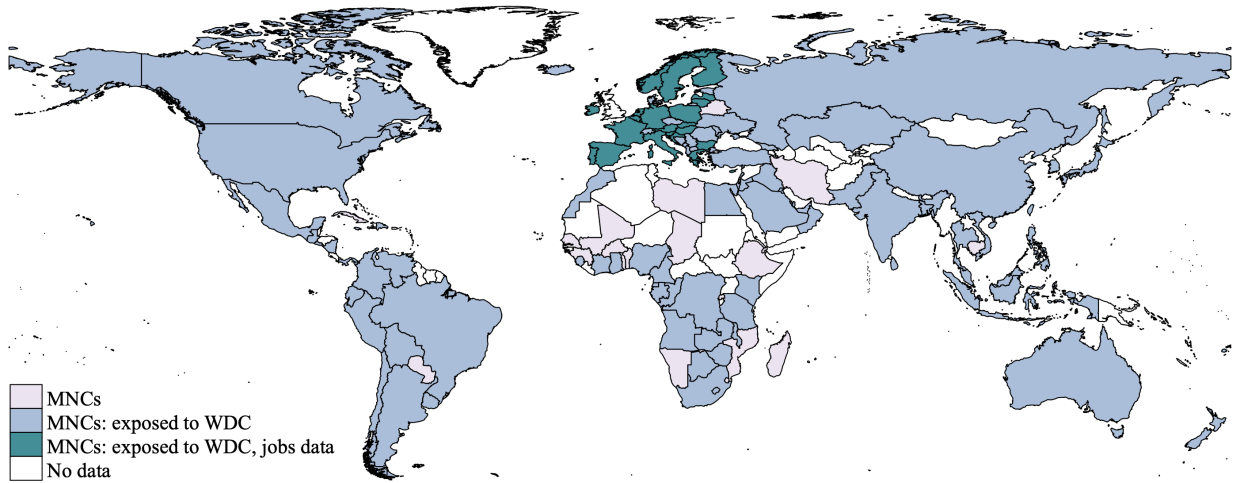 MNCs
MNCs: exposed to WDC
MNCs: exposed to WDC, jobs data
No data